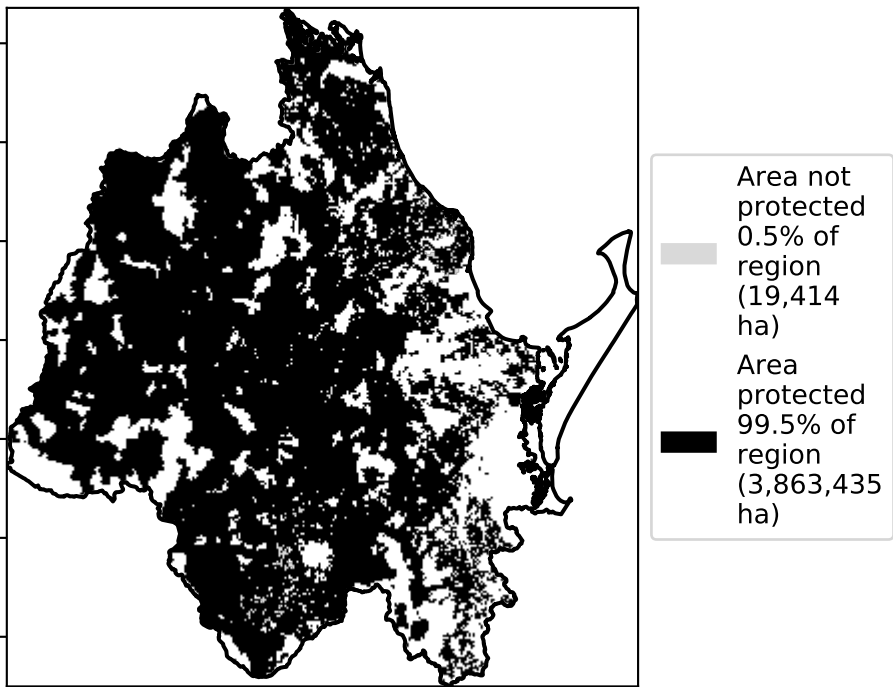 Area not
protected
0.5% of
region
(19,414
ha)
Area
protected
99.5% of
region
(3,863,435
ha)